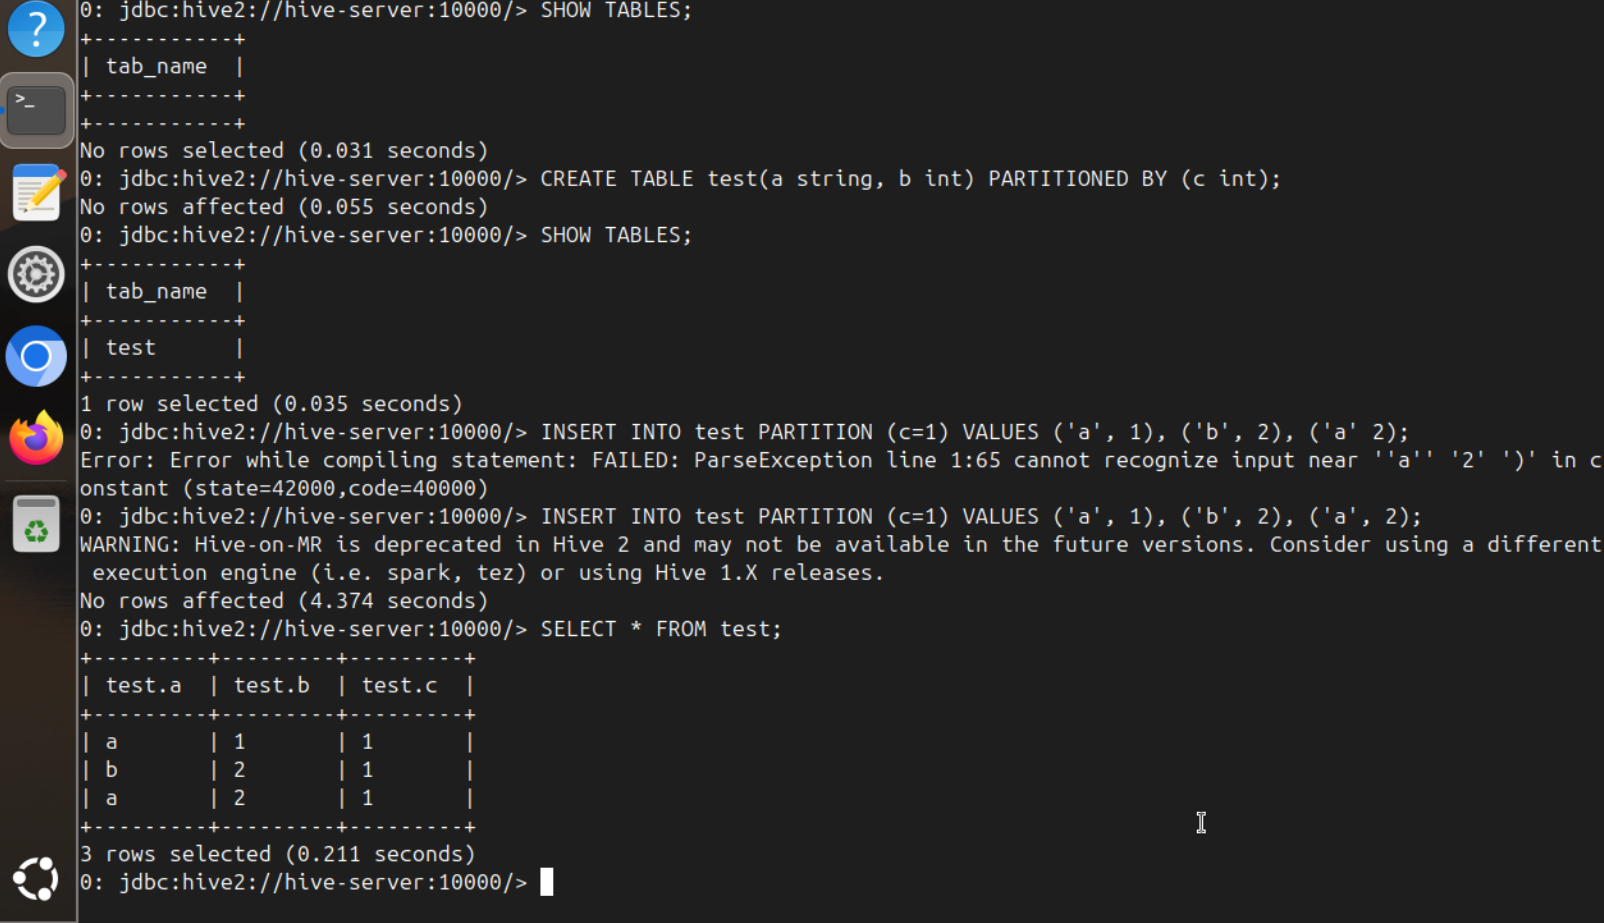 0: jdbc:hive2://hive-server:10000/> SHOW TABLES;
+-----------+
| tab_name  |
+-----------+
+-----------+
No rows selected (0.031 seconds)
0: jdbc:hive2://hive-server:10000/> CREATE TABLE test(a string, b int) PARTITIONED BY (c int);
No rows affected (0.055 seconds)
0: jdbc:hive2://hive-server:10000/> SHOW TABLES;
+-----------+
| tab_name  |
+-----------+
| test      |
+-----------+
1 row selected (0.035 seconds)
0: jdbc:hive2://hive-server:10000/> INSERT INTO test PARTITION (c=1) VALUES ('a', 1), ('b', 2), ('a' 2);
Error: Error while compiling statement: FAILED: ParseException line 1:65 cannot recognize input near ''a'' '2' ')' in c
onstant (state=42000,code=40000)
0: jdbc:hive2://hive-server:10000/> INSERT INTO test PARTITION (c=1) VALUES ('a', 1), ('b', 2), ('a', 2);
WARNING: Hive-on-MR is deprecated in Hive 2 and may not be available in the future versions. Consider using a different
 execution engine (i.e. spark, tez) or using Hive 1.X releases.
No rows affected (4.374 seconds)
0: jdbc:hive2://hive-server:10000/> SELECT * FROM test;
+---------+---------+---------+
| test.a  | test.b  | test.c  |
+---------+---------+---------+
| a       | 1       | 1       |
| b       | 2       | 1       |
| a       | 2       | 1       |
+---------+---------+---------+
3 rows selected (0.211 seconds)
0: jdbc:hive2://hive-server:10000/>